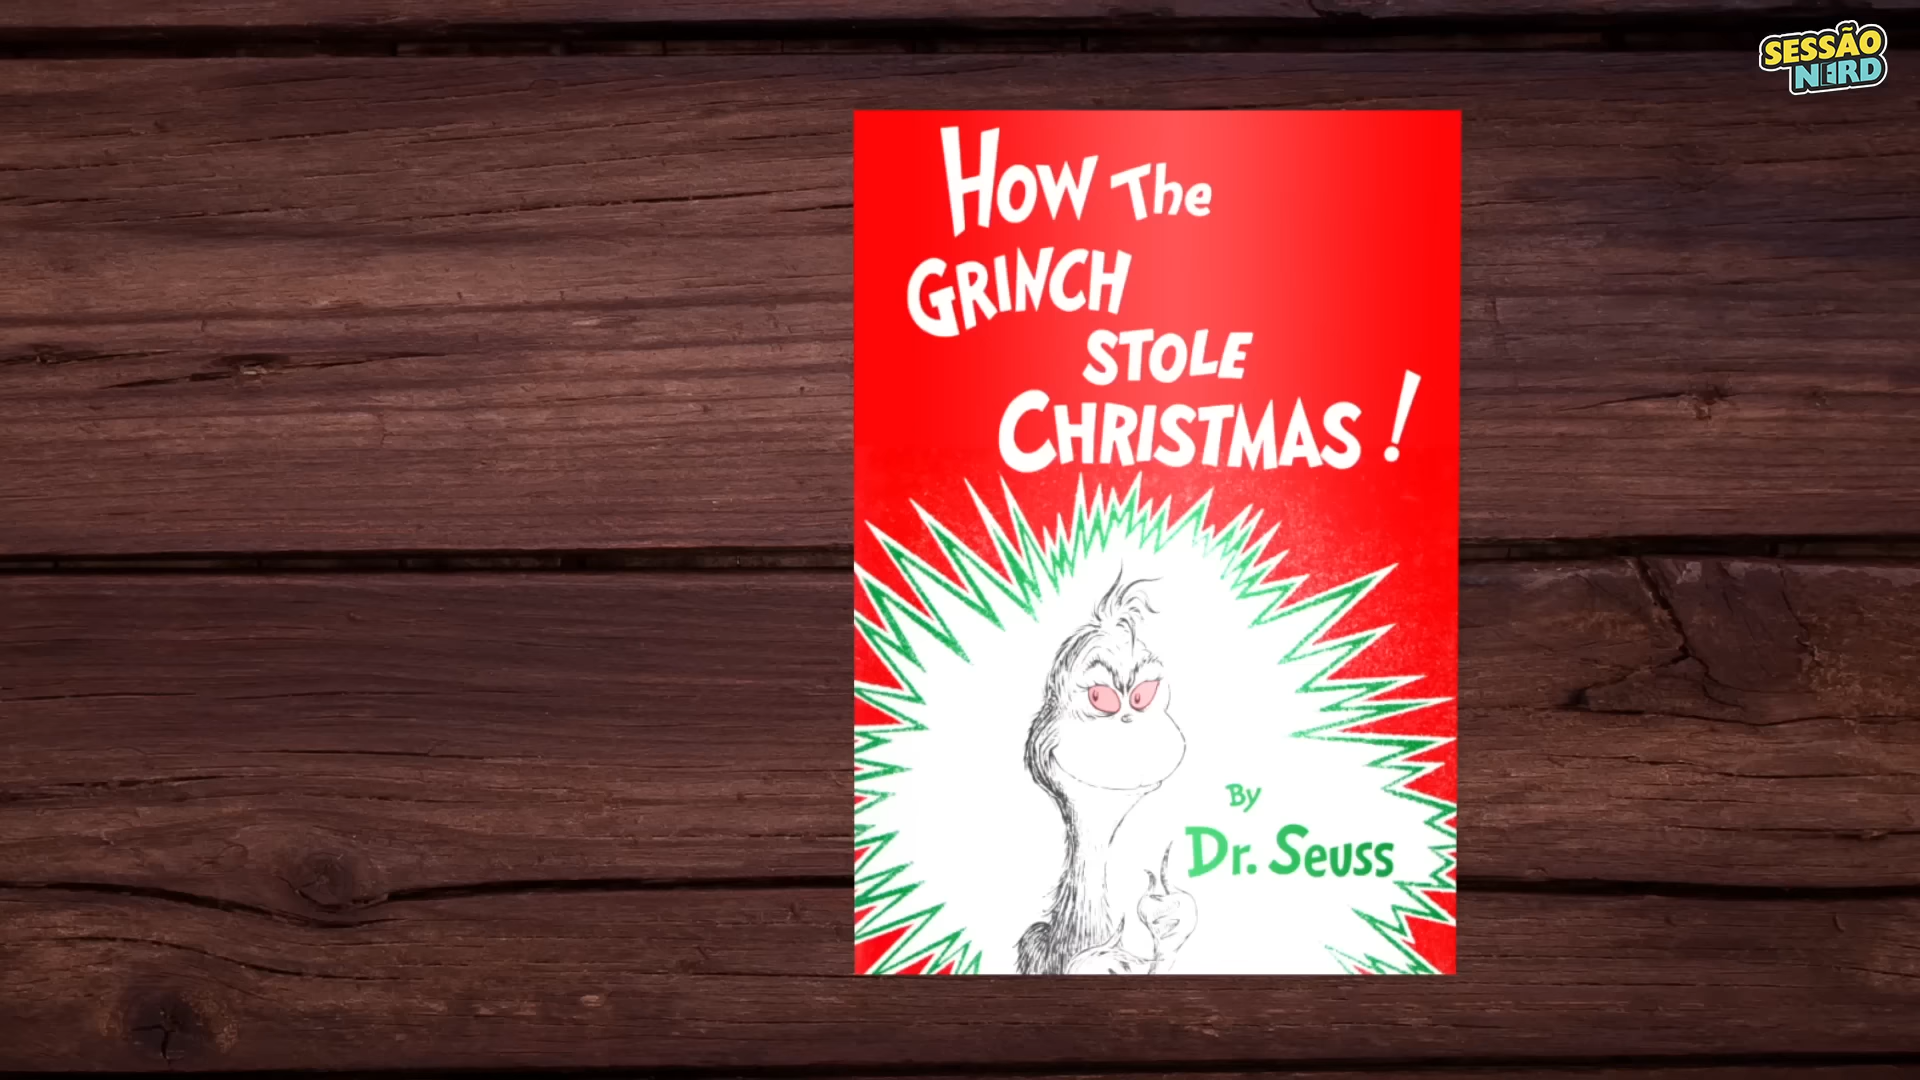 SESSÃO
NERD
How The
GRINCH
STOLE
CHRISTMAS!
By
Dr. Seuss